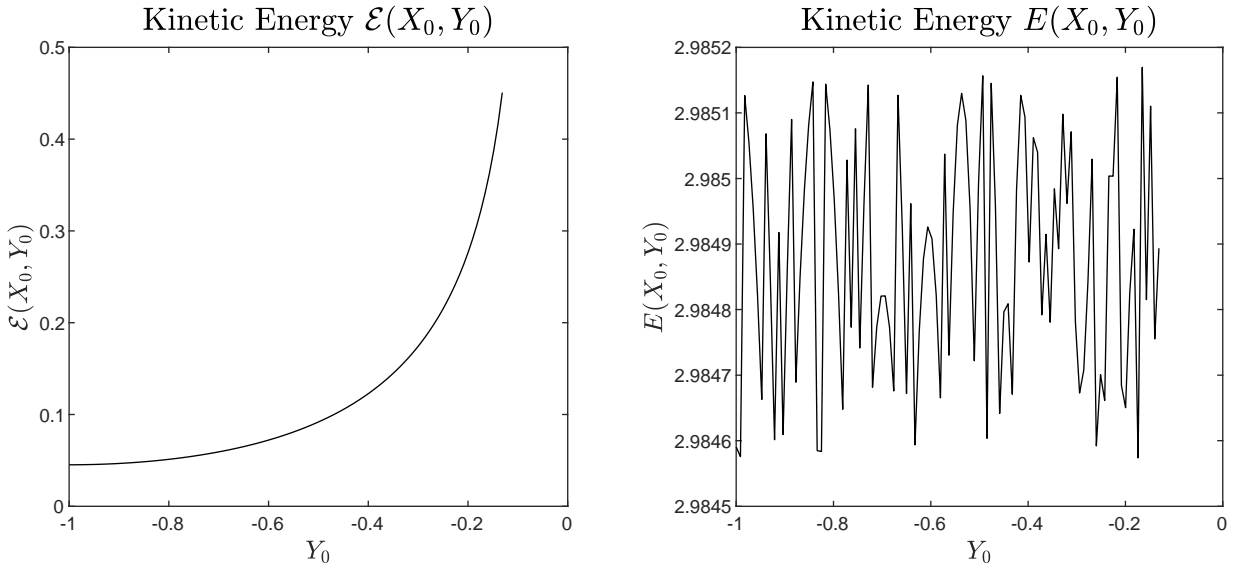 Kinetic Energy ℰ(X₀, Y₀)
0.5
0.4
0.3
0.2
0.1
0
ℰ(X₀, Y₀)
-1 -0.8 -0.6 -0.4 -0.2 0
Y₀
Kinetic Energy E(X₀, Y₀)
2.9852
2.9851
2.985
2.9849
2.9848
2.9847
2.9846
2.9845
E(X₀, Y₀)
-1 -0.8 -0.6 -0.4 -0.2 0
Y₀